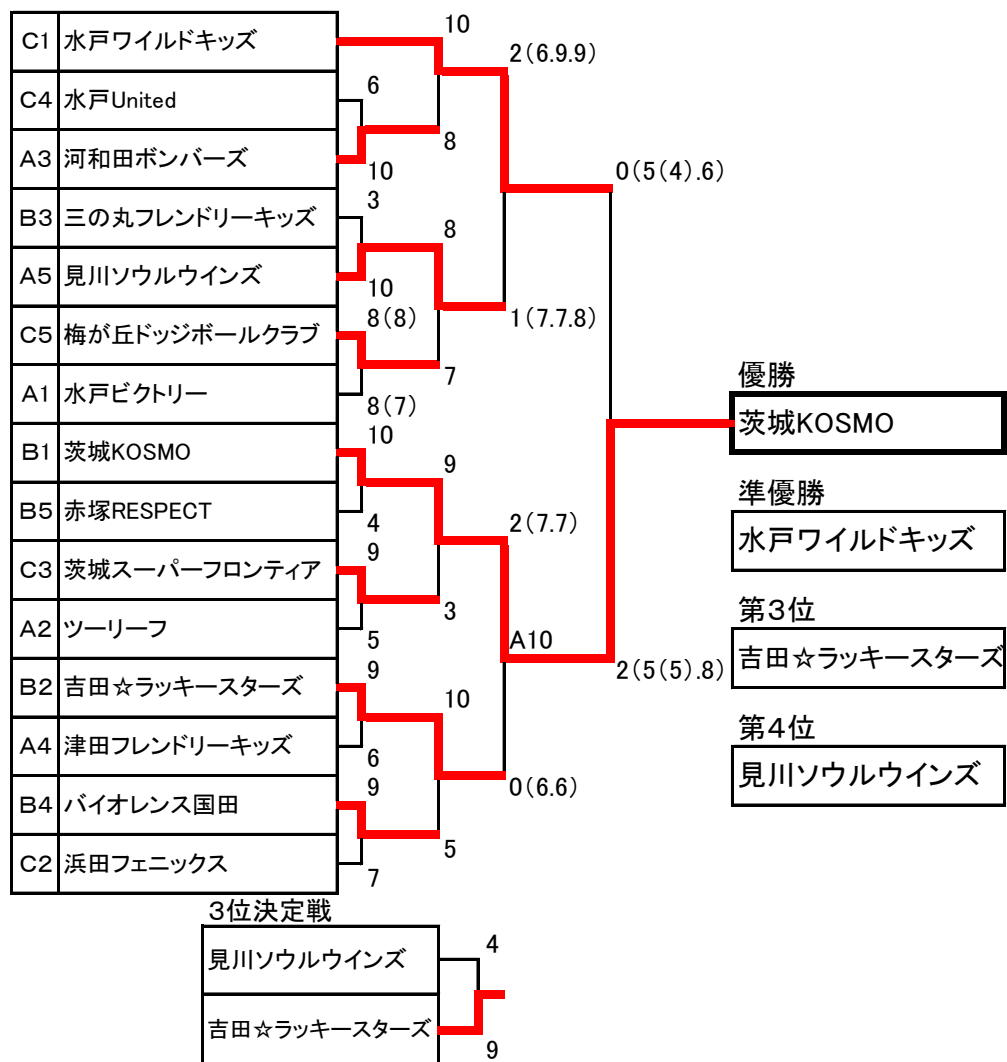 10
C1 水戸ワイルドキッズ
2(6.9.9)
6
C4 水戸United
8
A3 河和田ボンバーズ
10
0(5(4).6)
3
B3 三の丸フレンドリーキッズ
8
A5 見川ソウルウインズ
10
8(8)
1(7.7.8)
C5 梅が丘ドッジボールクラブ
7
優勝
A1 水戸ビクトリー
8(7)
茨城KOSMO
10
B1 茨城KOSMO
9
準優勝
B5 赤塚RESPECT
4
2(7.7)
水戸ワイルドキッズ
9
C3 茨城スーパーフロンティア
3
第3位
A2 ツーリーフ
5
A10
9
2(5(5).8)
吉田☆ラッキースターズ
B2 吉田☆ラッキースターズ
10
第4位
A4 津田フレンドリーキッズ
6
見川ソウルウインズ
9
0(6.6)
B4 バイオレンス国田
5
C2 浜田フェニックス
7
3位決定戦
4
見川ソウルウインズ
吉田☆ラッキースターズ
9